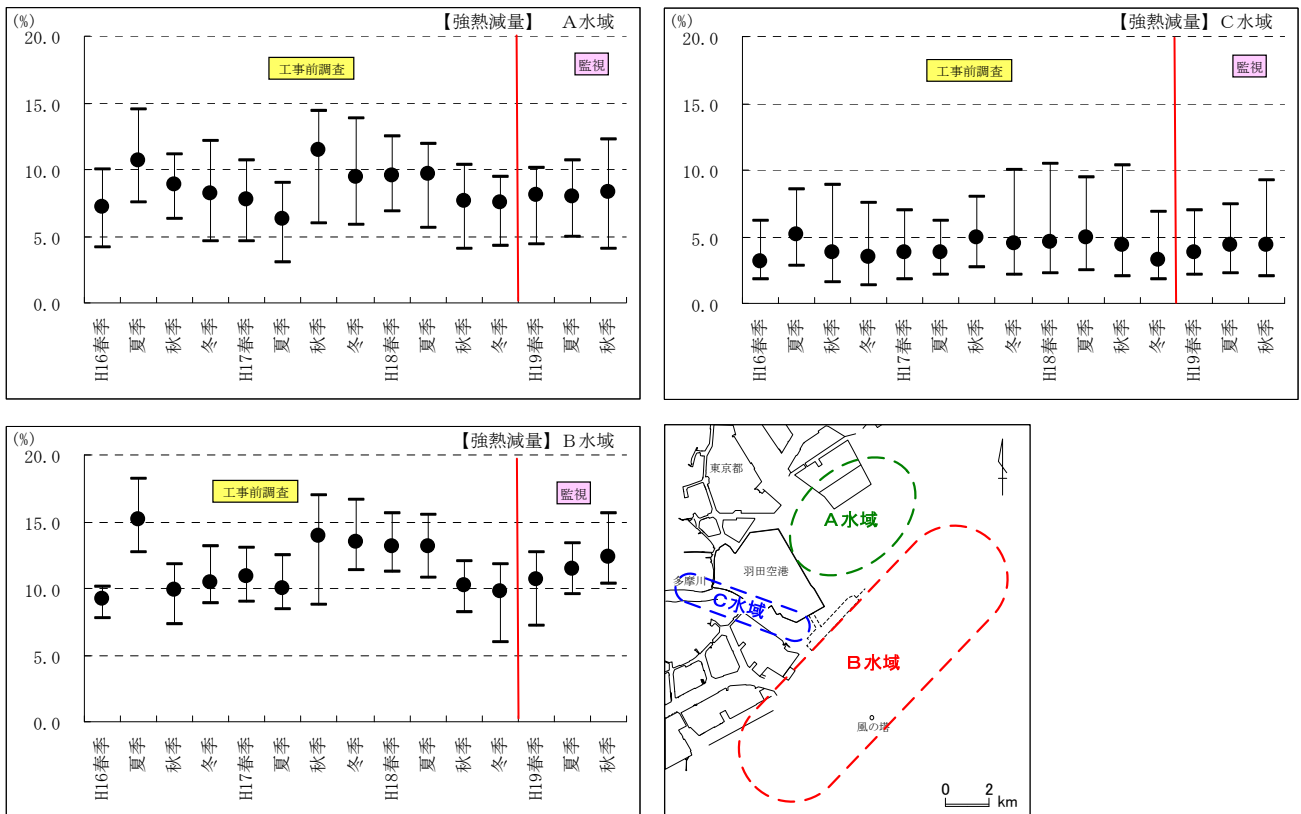 (%)
【強熱減量】 A水域
20.0
15.0
10.0
5.0
0.0
工事前調査
監視
H16春季
夏季
秋季
冬季
H17春季
夏季
秋季
冬季
H18春季
夏季
秋季
冬季
H19春季
夏季
秋季
(%)
【強熱減量】C水域
20.0
15.0
10.0
5.0
0.0
工事前調査
監視
H16春季
夏季
秋季
冬季
H17春季
夏季
秋季
冬季
H18春季
夏季
秋季
冬季
H19春季
夏季
秋季
(%)
【強熱減量】B水域
20.0
15.0
10.0
5.0
0.0
工事前調査
監視
H16春季
夏季
秋季
冬季
H17春季
夏季
秋季
冬季
H18春季
夏季
秋季
冬季
H19春季
夏季
秋季
東京都
A水域
羽田空港
多摩川
C水域
B水域
風の塔
0 2
km